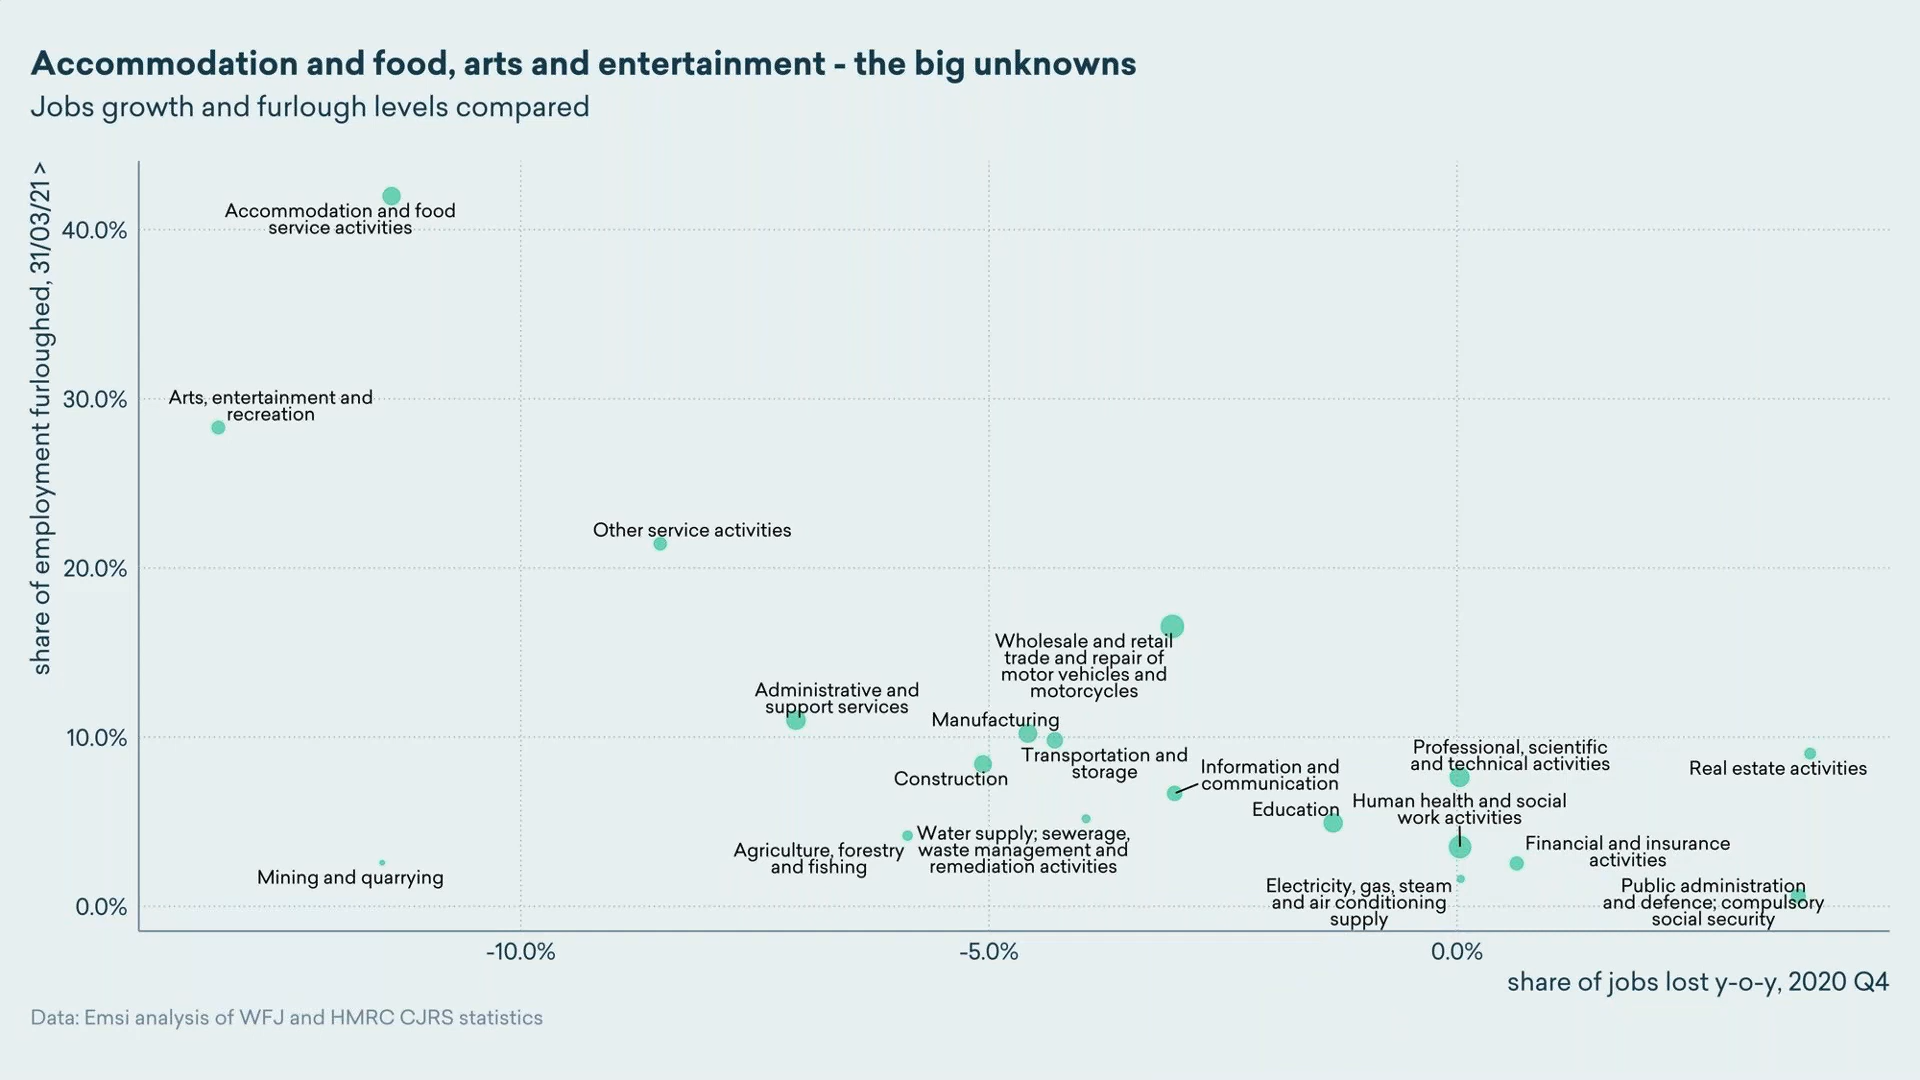 Accommodation and food, arts and entertainment - the big unknowns
Jobs growth and furlough levels compared
share of employment furloughed, 31/03/21 >
40.0%
30.0%
20.0%
10.0%
0.0%
Accommodation and food
service activities
Arts, entertainment and
recreation
Other service activities
Wholesale and retail
trade and repair of
motor vehicles and
motorcycles
Administrative and
support services
Manufacturing
Transportation and
storage
Construction
Information and
communication
Professional, scientific
and technical activities
Real estate activities
Education
Human health and social
work activities
Agriculture, forestry
and fishing
Water supply; sewerage,
waste management and
remediation activities
Financial and insurance
activities
Mining and quarrying
Electricity, gas, steam
and air conditioning
supply
Public administration
and defence; compulsory
social security
-10.0%
-5.0%
0.0%
share of jobs lost y-o-y, 2020 Q4
Data: Emsi analysis of WFJ and HMRC CJRS statistics